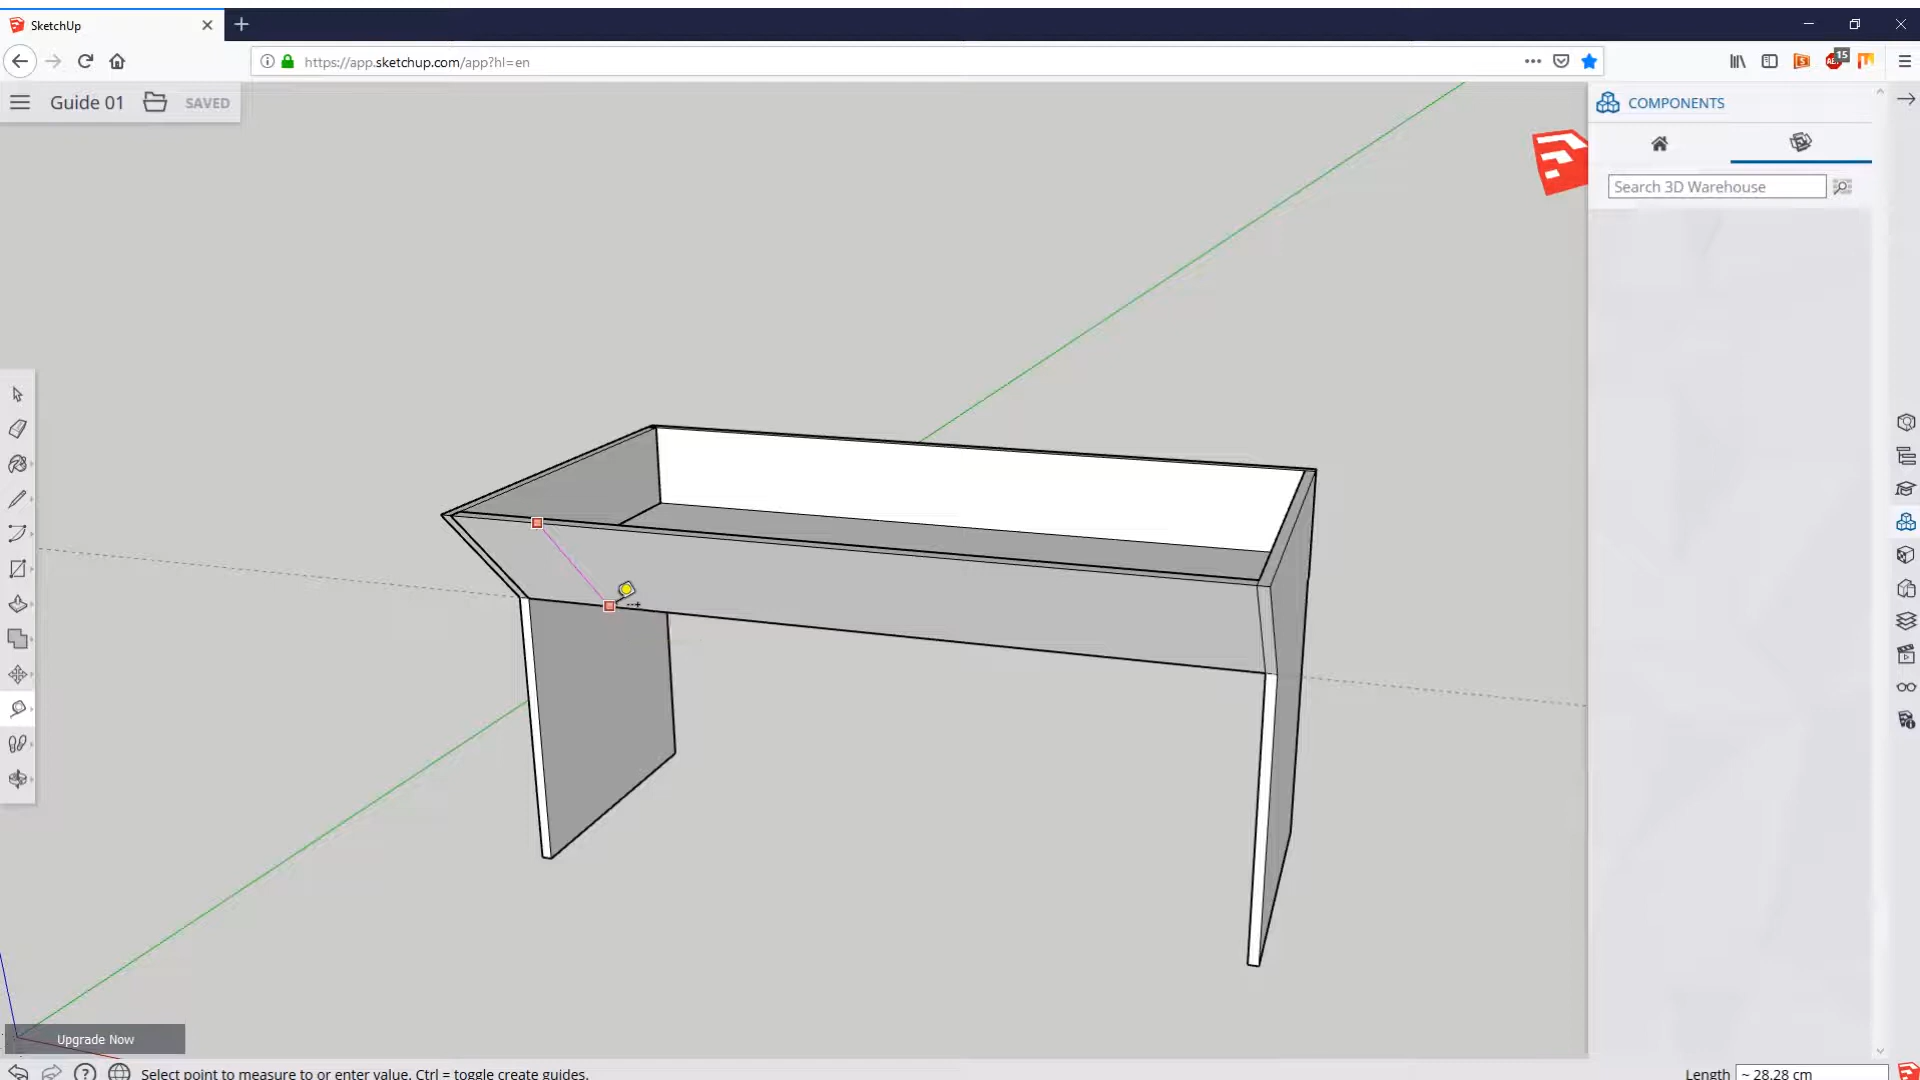 SketchUp
https://app.sketchup.com/app?hl=en
15
Guide 01
SAVED
COMPONENTS
Search 3D Warehouse
Upgrade Now
Select point to measure to or enter value. Ctrl = toggle create guides.
Length ~ 28.28 cm